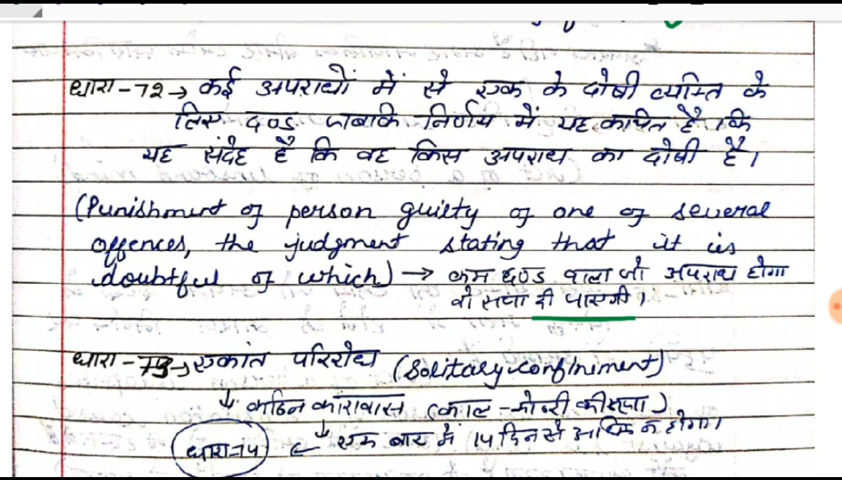 धारा-72→ कई अपराधों में से एक के दोषी व्यक्ति के
लिए दण्ड जबकि निर्णय में यह कथित है कि
यह संदेह है कि वह किस अपराध का दोषी है।
(Punishment of person guilty of one of several
offences, the judgment stating that it is
doubtful of which) → कम दण्ड वाला जो अपराध होगा
वो सजा दी जाएगी।
धारा-73→ एकांत परिरोध (Solitary confiniment)
↓ कठिन कारावास (काल-कोठरी की सजा)
धारा-74 ← ↓ एक बार में 14 दिन से अधिक न होगा।